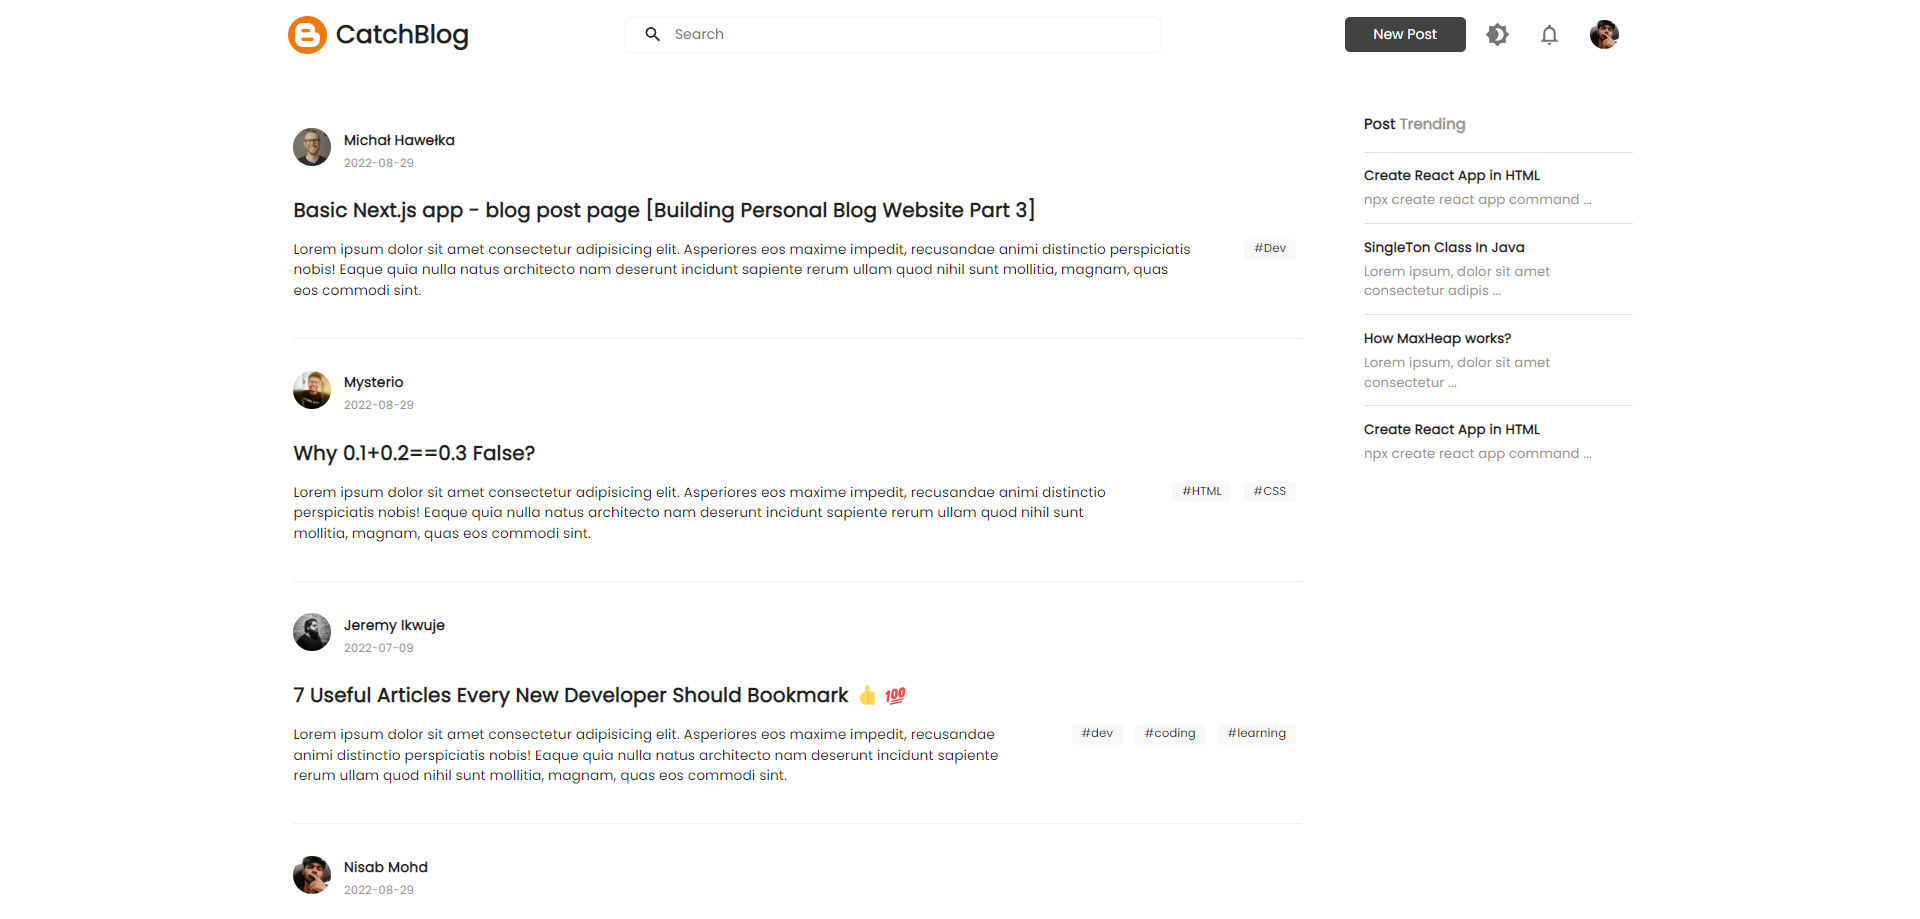 CatchBlog
Search
New Post
Michał Hawełka
2022-08-29
Basic Next.js app - blog post page [Building Personal Blog Website Part 3]
Lorem ipsum dolor sit amet consectetur adipisicing elit. Asperiores eos maxime impedit, recusandae animi distinctio perspiciatis
nobis! Eaque quia nulla natus architecto nam deserunt incidunt sapiente rerum ullam quod nihil sunt mollitia, magnam, quas
eos commodi sint.
#Dev
Mysterio
2022-08-29
Why 0.1+0.2==0.3 False?
Lorem ipsum dolor sit amet consectetur adipisicing elit. Asperiores eos maxime impedit, recusandae animi distinctio
perspiciatis nobis! Eaque quia nulla natus architecto nam deserunt incidunt sapiente rerum ullam quod nihil sunt
mollitia, magnam, quas eos commodi sint.
#HTML #CSS
Jeremy Ikwuje
2022-07-09
7 Useful Articles Every New Developer Should Bookmark 👍 💯
Lorem ipsum dolor sit amet consectetur adipisicing elit. Asperiores eos maxime impedit, recusandae
animi distinctio perspiciatis nobis! Eaque quia nulla natus architecto nam deserunt incidunt sapiente
rerum ullam quod nihil sunt mollitia, magnam, quas eos commodi sint.
#dev #coding #learning
Nisab Mohd
2022-08-29
Post Trending
Create React App in HTML
npx create react app command ...
SingleTon Class In Java
Lorem ipsum, dolor sit amet
consectetur adipis ...
How MaxHeap works?
Lorem ipsum, dolor sit amet
consectetur ...
Create React App in HTML
npx create react app command ...